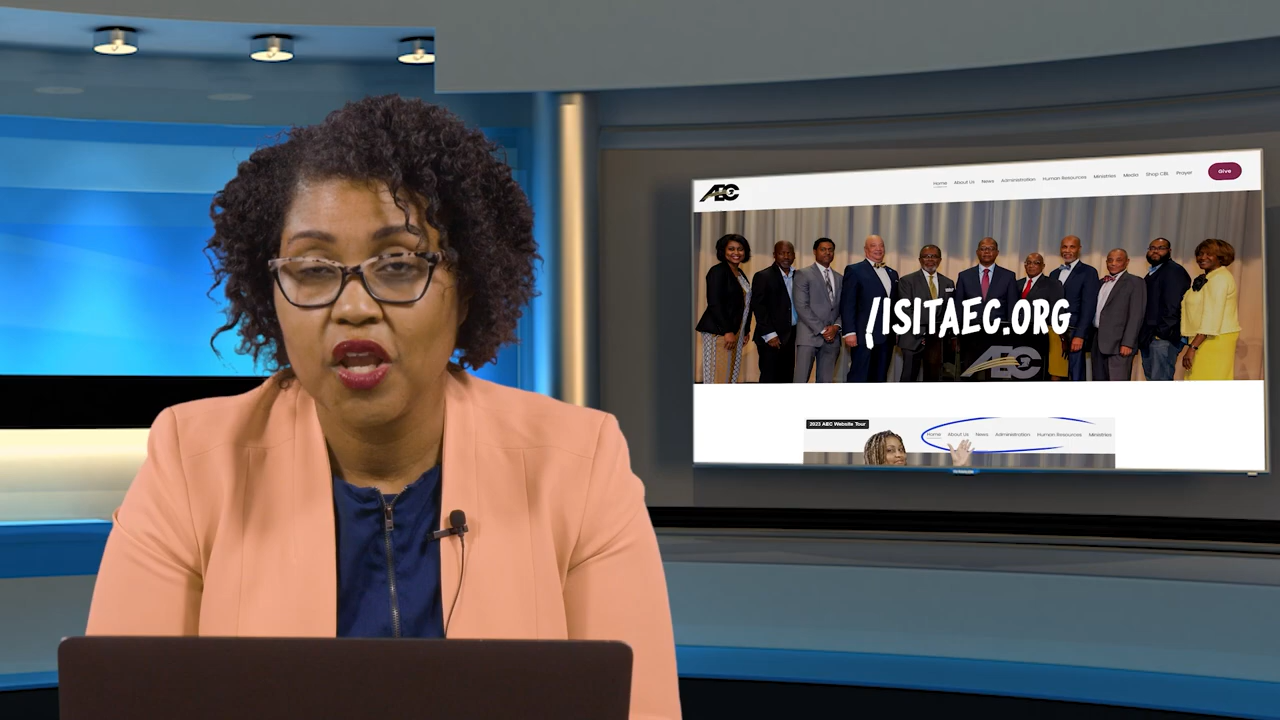 AEC
Home About Us News Administration Human Resources Ministries Media Shop CBL Prayer Give
/ISITAEC.ORG
AEC
2023 AEC Website Tour
Home About Us News Administration Human Resources Ministries